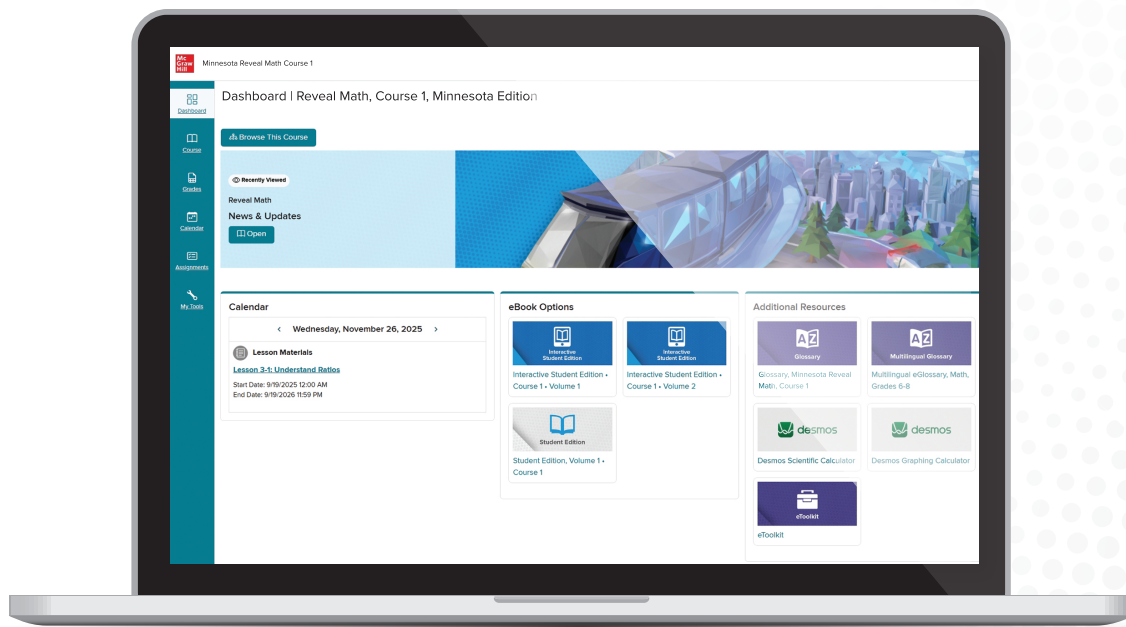 Mc
Graw
Hill
Minnesota Reveal Math Course 1
Dashboard
Course
Grades
Calendar
Assignments
My Tools
Dashboard | Reveal Math, Course 1, Minnesota Edition
Browse This Course
Recently Viewed
Reveal Math
News & Updates
Open
Calendar
‹ Wednesday, November 26, 2025 ›
Lesson Materials
Lesson 3-1: Understand Ratios
Start Date: 9/19/2025 12:00 AM
End Date: 9/19/2026 11:59 PM
eBook Options
Interactive
Student Edition
Interactive Student Edition •
Course 1 • Volume 1
Interactive
Student Edition
Interactive Student Edition •
Course 1 • Volume 2
Student Edition
Student Edition, Volume 1 •
Course 1
Additional Resources
AZ
Glossary
Glossary, Minnesota Reveal
Math, Course 1
AZ
Multilingual Glossary
Multilingual eGlossary, Math,
Grades 6-8
desmos
Desmos Scientific Calculator
desmos
Desmos Graphing Calculator
eToolkit
eToolkit